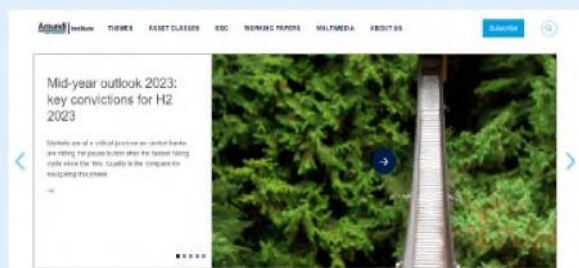 Amundi Institute THEMES ASSET CLASSES ESG WORKING PAPERS MULTIMEDIA ABOUT US Subscribe
Mid-year outlook 2023:
key convictions for H2
2023
Markets are at a critical juncture as central banks
are hitting the pause button after the fastest hiking
cycle since the '80s. Quality is the compass for
navigating this phase